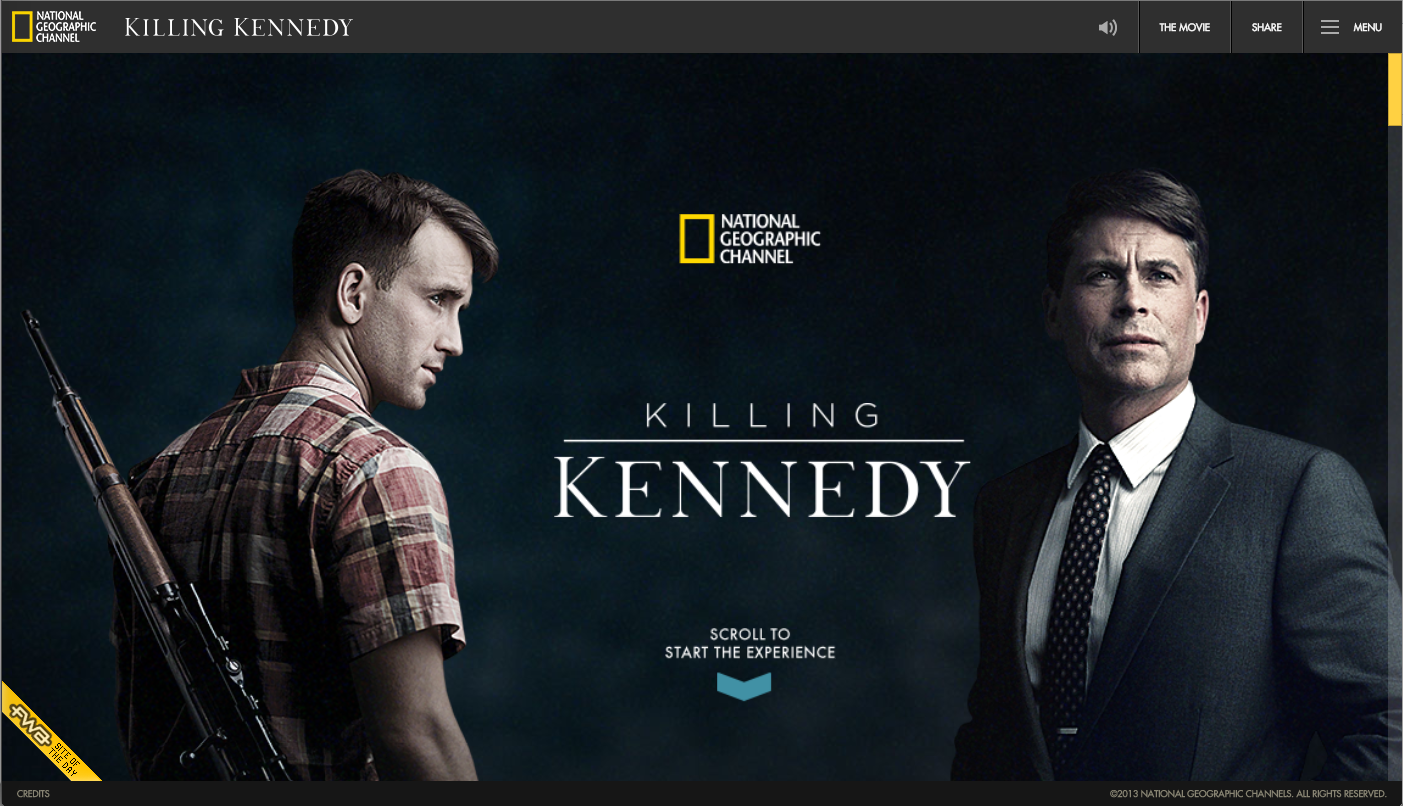 NATIONAL
GEOGRAPHIC
CHANNEL
KILLING KENNEDY
THE MOVIE
SHARE
MENU
NATIONAL
GEOGRAPHIC
CHANNEL
KILLING
KENNEDY
SCROLL TO
START THE EXPERIENCE
FWA
SITE OF
THE DAY
CREDITS
©2013 NATIONAL GEOGRAPHIC CHANNELS. ALL RIGHTS RESERVED.